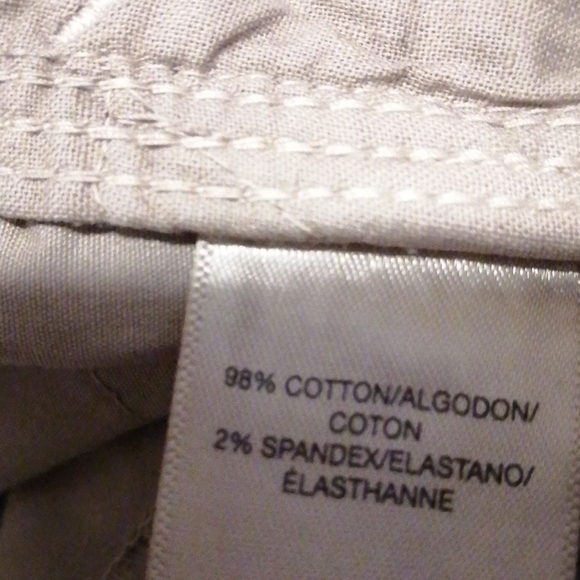 98% COTTON/ALGODON/
COTON
2% SPANDEX/ELASTANO/
ÉLASTHANNE